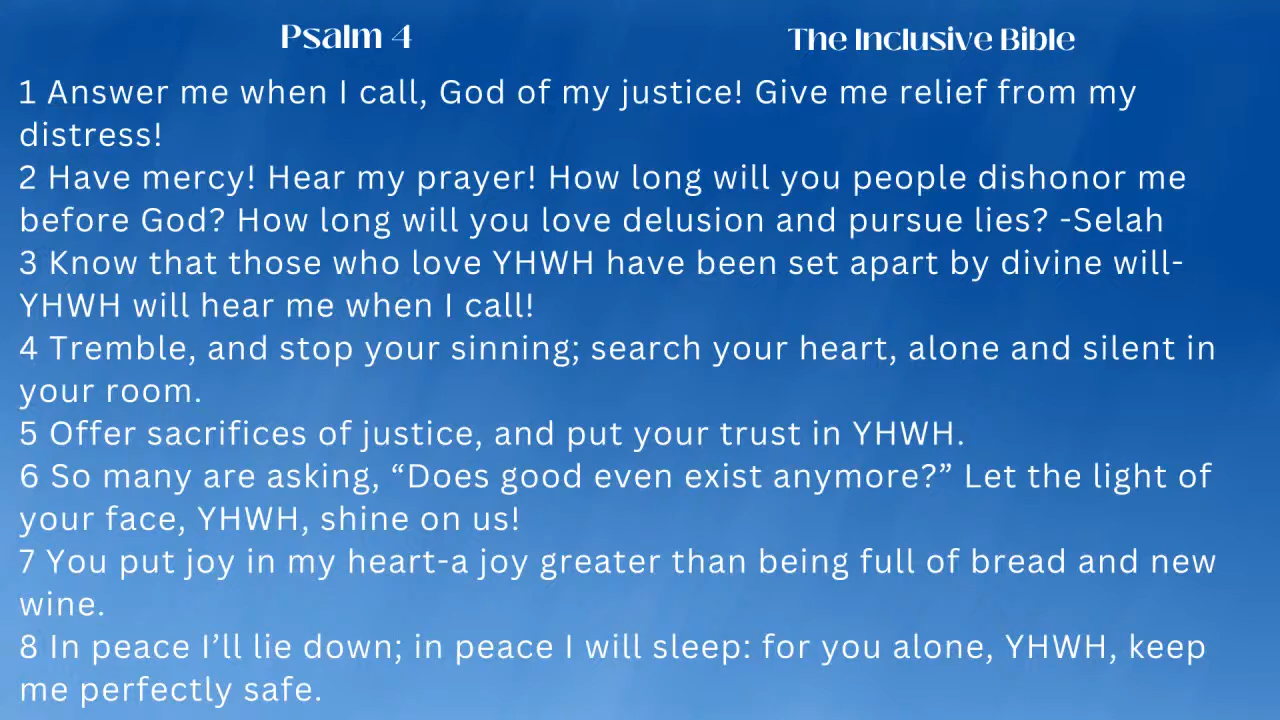 Psalm 4
The Inclusive Bible
1 Answer me when I call, God of my justice! Give me relief from my
distress!
2 Have mercy! Hear my prayer! How long will you people dishonor me
before God? How long will you love delusion and pursue lies? -Selah
3 Know that those who love YHWH have been set apart by divine will-
YHWH will hear me when I call!
4 Tremble, and stop your sinning; search your heart, alone and silent in
your room.
5 Offer sacrifices of justice, and put your trust in YHWH.
6 So many are asking, “Does good even exist anymore?” Let the light of
your face, YHWH, shine on us!
7 You put joy in my heart-a joy greater than being full of bread and new
wine.
8 In peace I’ll lie down; in peace I will sleep: for you alone, YHWH, keep
me perfectly safe.